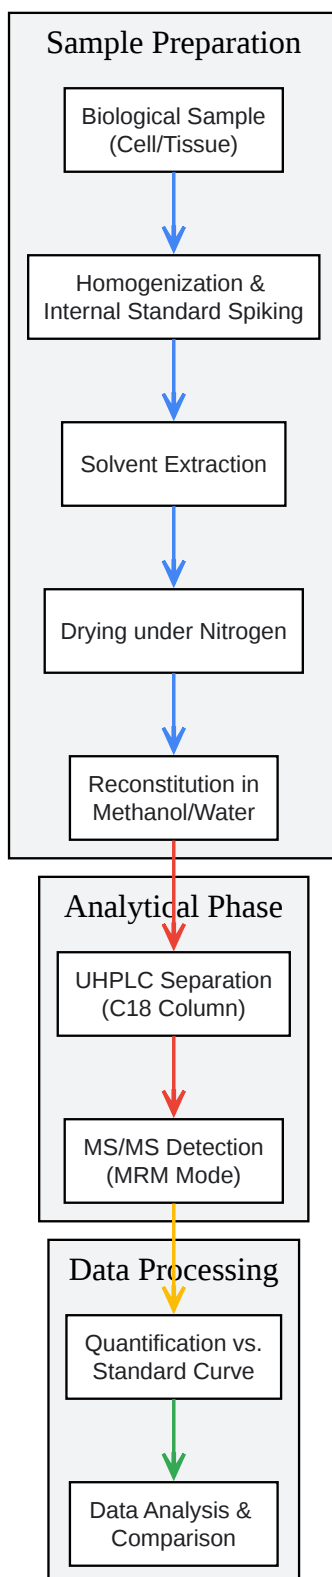 Sample Preparation
Biological Sample
(Cell/Tissue)
Homogenization &
Internal Standard Spiking
Solvent Extraction
Drying under Nitrogen
Reconstitution in
Methanol/Water
Analytical Phase
UHPLC Separation
(C18 Column)
MS/MS Detection
(MRM Mode)
Data Processing
Quantification vs.
Standard Curve
Data Analysis &
Comparison